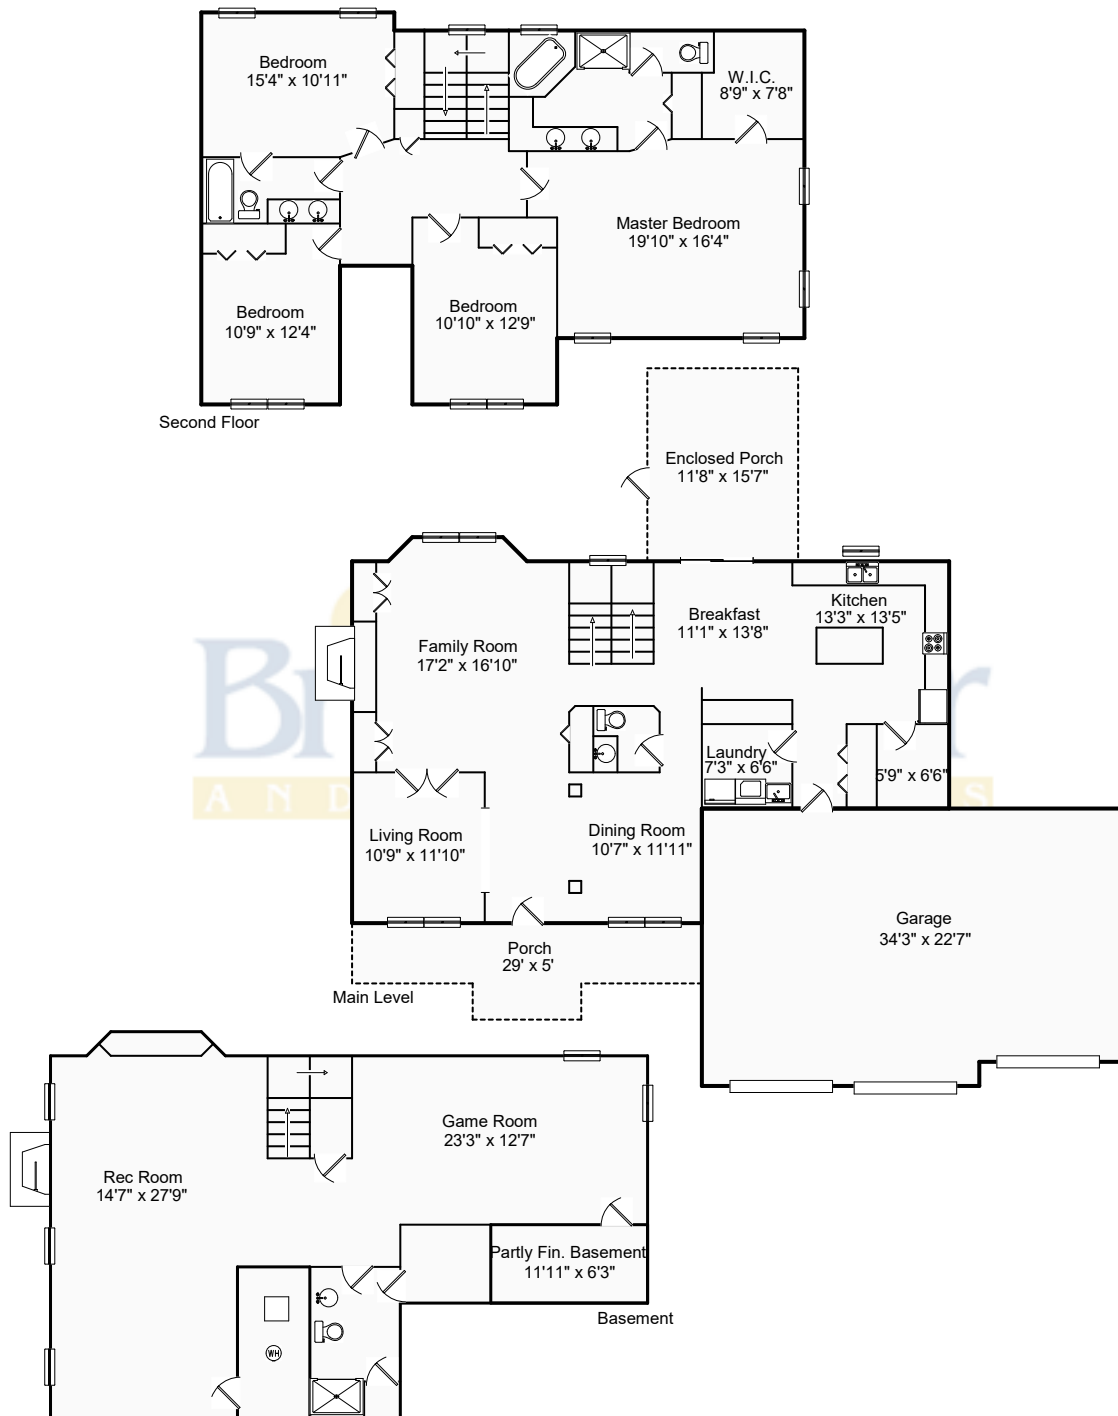 Bedroom
15'4" x 10'11"
W.I.C.
8'9" x 7'8"
Master Bedroom
19'10" x 16'4"
Bedroom
10'9" x 12'4"
Bedroom
10'10" x 12'9"
Second Floor
Enclosed Porch
11'8" x 15'7"
Kitchen
13'3" x 13'5"
Breakfast
11'1" x 13'8"
Family Room
17'2" x 16'10"
Laundry
7'3" x 6'6"
5'9" x 6'6"
AND
S
Living Room
10'9" x 11'10"
Dining Room
10'7" x 11'11"
Garage
34'3" x 22'7"
Porch
29' x 5'
Main Level
Game Room
23'3" x 12'7"
Rec Room
14'7" x 27'9"
Partly Fin. Basement
11'11" x 6'3"
Basement
WH